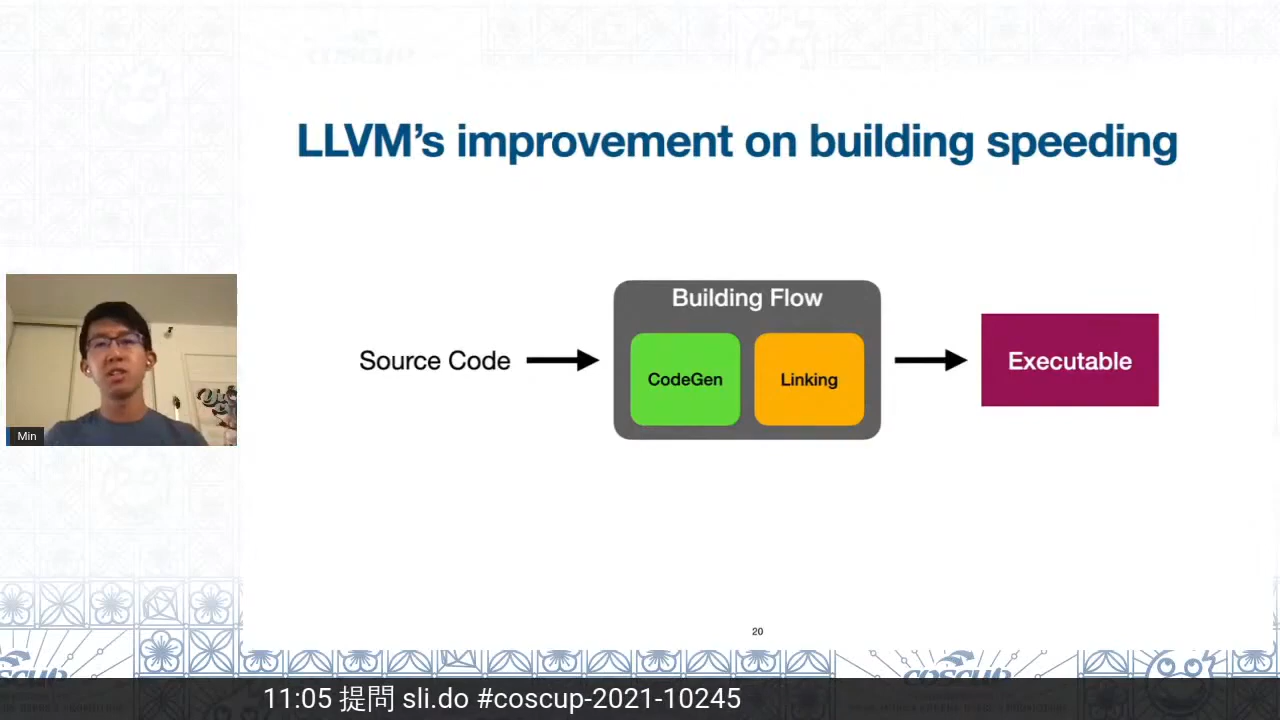 LLVM's improvement on building speeding
Building Flow
Source Code
CodeGen
Linking
Executable
Min
20
coscup
11:05 提問 sli.do #coscup-2021-10245